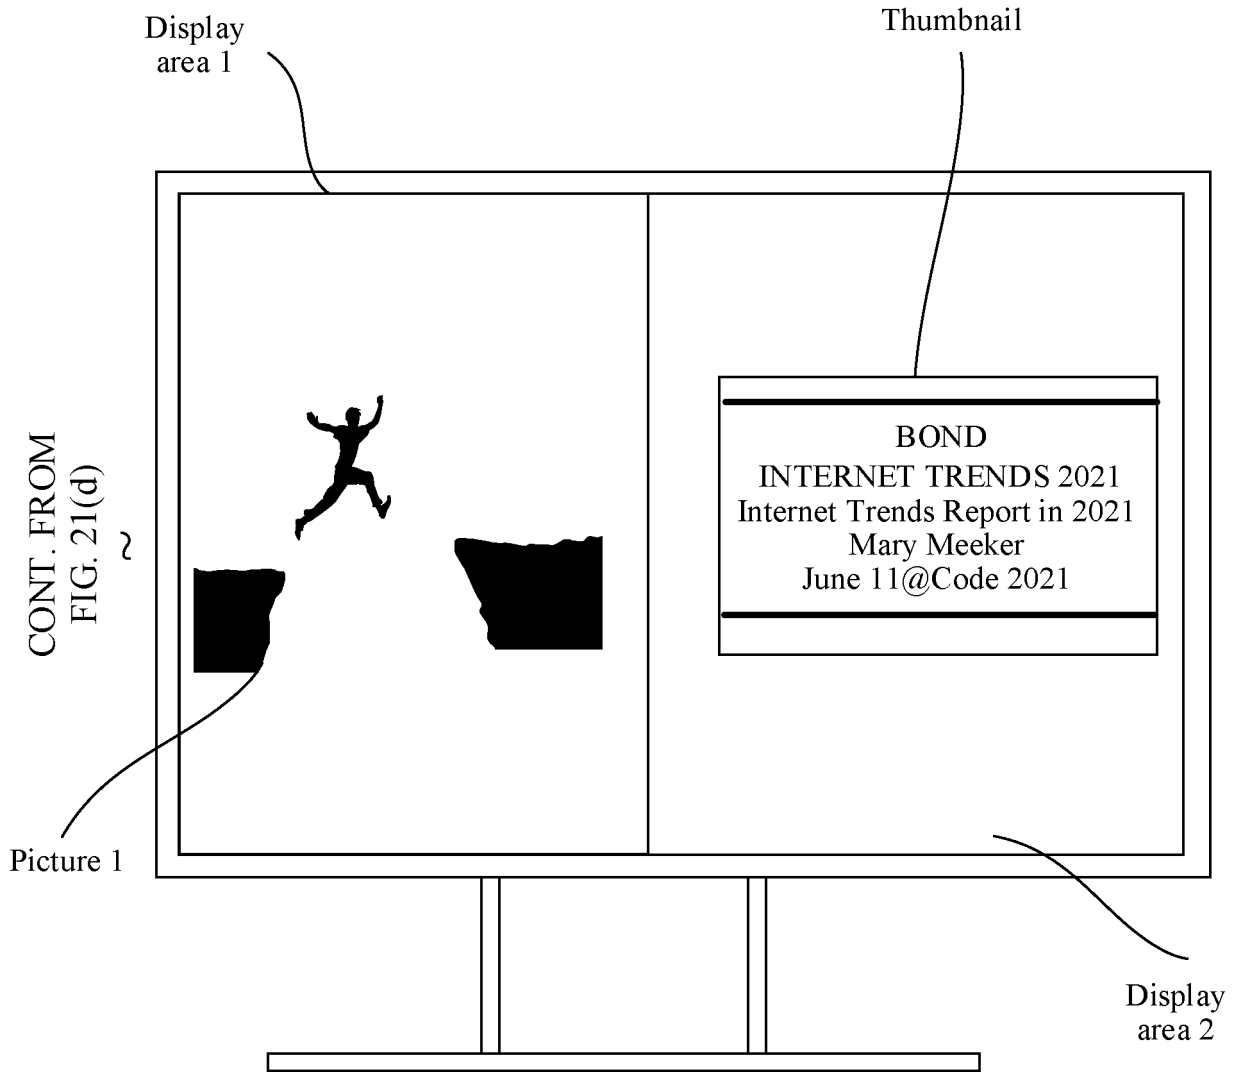 Display
area 1
Thumbnail
CONT. FROM
FIG. 21(d)
~
BOND
INTERNET TRENDS 2021
Internet Trends Report in 2021
Mary Meeker
June 11@Code 2021
Picture 1
Display
area 2